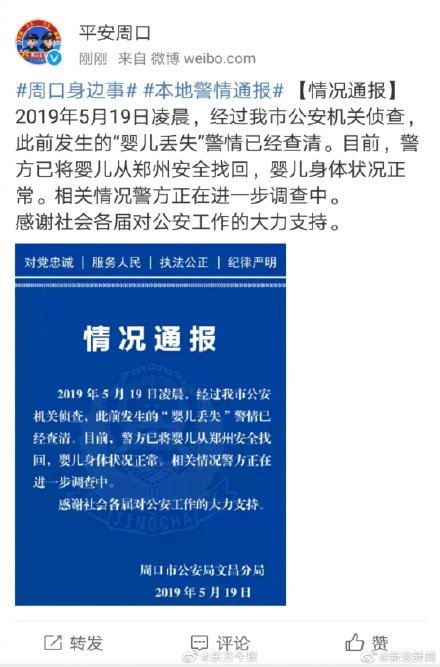 平安周口
刚刚 来自 微博 weibo.com
#周口身边事# #本地警情通报# 【情况通报】
2019年5月19日凌晨，经过我市公安机关侦查，
此前发生的“婴儿丢失”警情已经查清。目前，警
方已将婴儿从郑州安全找回，婴儿身体状况正
常。相关情况警方正在进一步调查中。
感谢社会各届对公安工作的大力支持。
对党忠诚 | 服务人民 | 执法公正 | 纪律严明
情况通报
2019年5月19日凌晨，经过我市公安
机关侦查，此前发生的“婴儿丢失”警情已
经查清。目前，警方已将婴儿从郑州安全找
回，婴儿身体状况正常。相关情况警方正在
进一步调查中。
感谢社会各届对公安工作的大力支持。
JINGCHA
周口市公安局文昌分局
2019年5月19日
转发 评论 赞
@东方今报 @新浪新闻